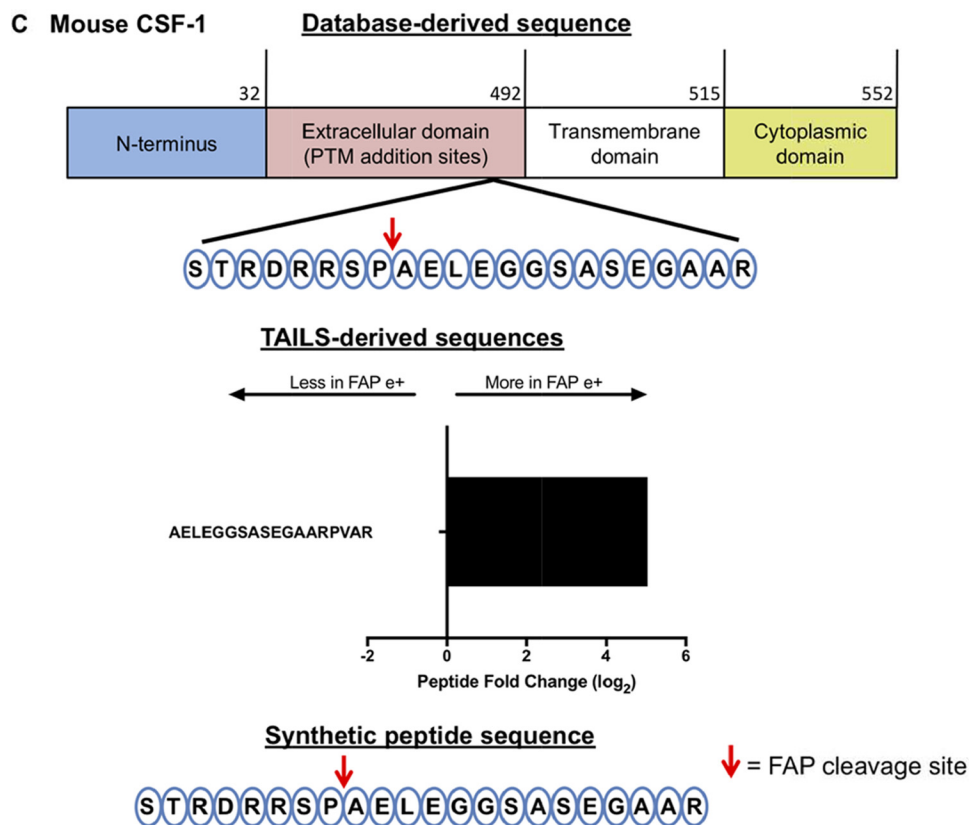 C Mouse CSF-1 Database-derived sequence
32 492 515 552
N-terminus
Extracellular domain
(PTM addition sites)
Transmembrane
domain
Cytoplasmic
domain
STRDRRSPAELEGGSASEGAAR
TAILS-derived sequences
Less in FAP e+ More in FAP e+
AELEGGSASEGAARPVAR
-2 0 2 4 6
Peptide Fold Change (log2)
Synthetic peptide sequence
= FAP cleavage site
STRDRRSPAELEGGSASEGAAR